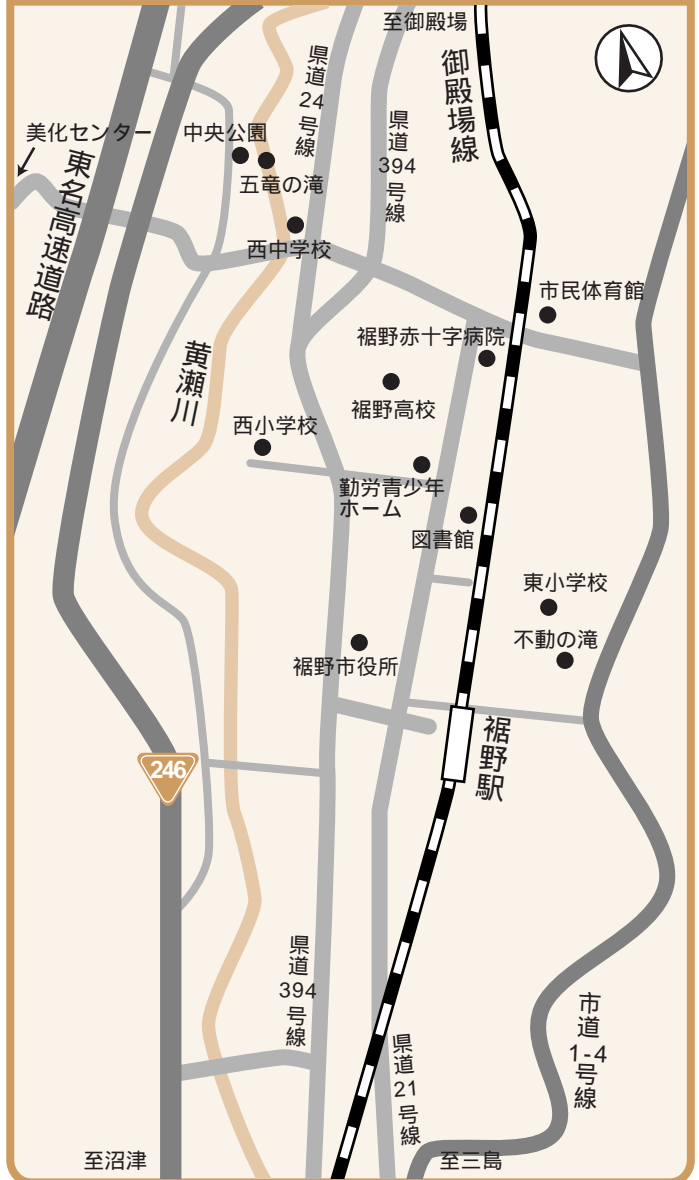 至御殿場
御殿場線
県道24号線
県道394号線
美化センター
中央公園
五竜の滝
東名高速道路
西中学校
市民体育館
裾野赤十字病院
黄瀬川
裾野高校
西小学校
勤労青少年
ホーム
図書館
東小学校
不動の滝
裾野市役所
裾野駅
246
県道394号線
県道21号線
市道1-4号線
至沼津
至三島